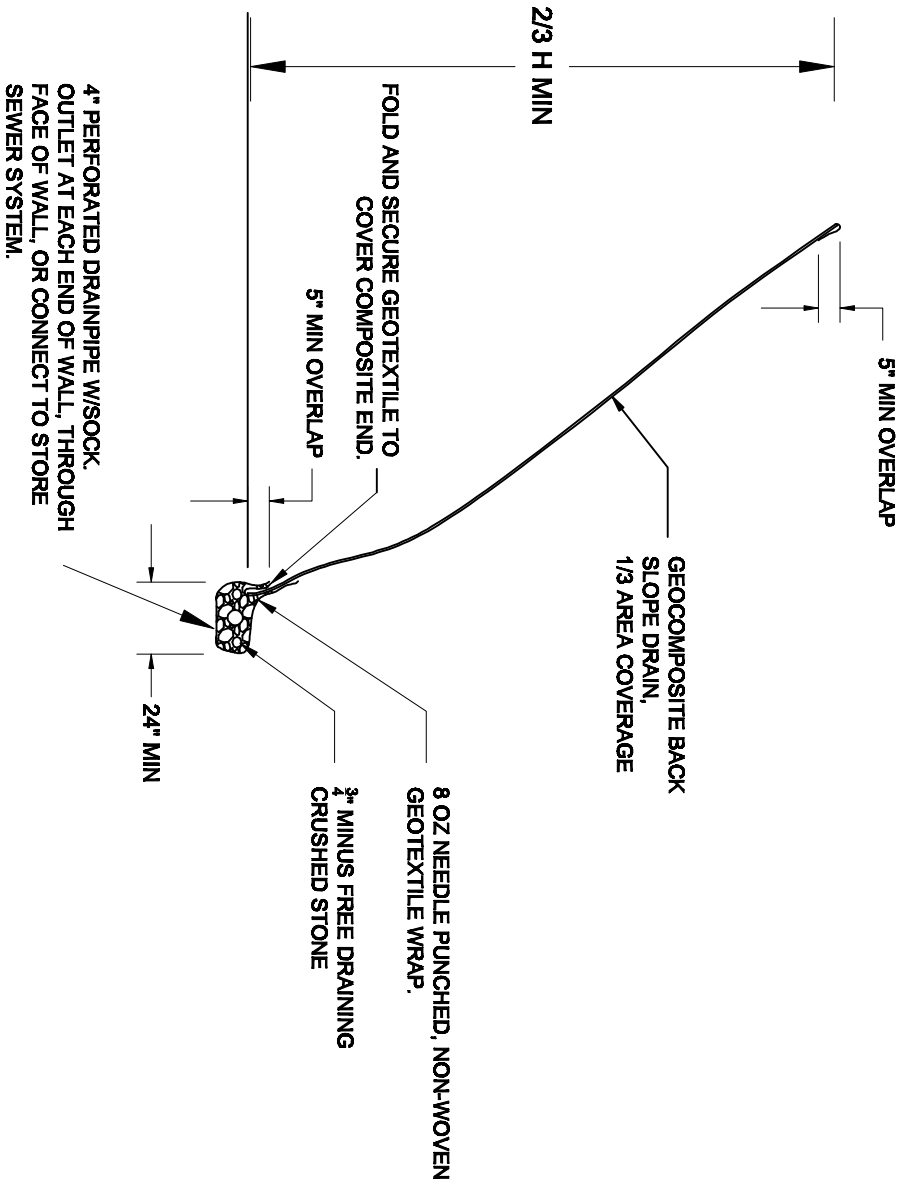 2/3 H MIN
5" MIN OVERLAP
GEOCOMPOSITE BACK
SLOPE DRAIN,
1/3 AREA COVERAGE
FOLD AND SECURE GEOTEXTILE TO
COVER COMPOSITE END.
5" MIN OVERLAP
8 OZ NEEDLE PUNCHED, NON-WOVEN
GEOTEXTILE WRAP.
3/4" MINUS FREE DRAINING
CRUSHED STONE
24" MIN
4" PERFORATED DRAINPIPE W/SOCK.
OUTLET AT EACH END OF WALL, THROUGH
FACE OF WALL, OR CONNECT TO STORE
SEWER SYSTEM.